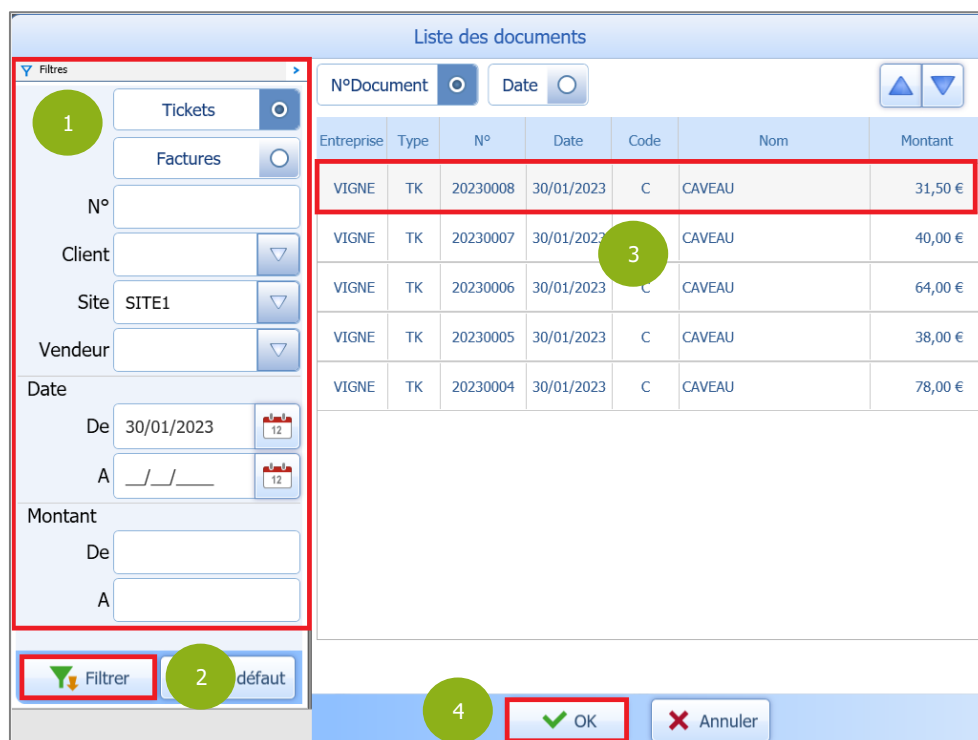 Liste des documents
Filtres
1
Tickets
Factures
N°
Client
Site SITE1
Vendeur
Date
De 30/01/2023 12
A __/__/____ 12
Montant
De
A
Filtrer 2 défaut
N°Document Date
Entreprise Type N° Date Code Nom Montant
VIGNE TK 20230008 30/01/2023 C CAVEAU 31,50 €
VIGNE TK 20230007 30/01/2023 CAVEAU 40,00 €
3
VIGNE TK 20230006 30/01/2023 C CAVEAU 64,00 €
VIGNE TK 20230005 30/01/2023 C CAVEAU 38,00 €
VIGNE TK 20230004 30/01/2023 C CAVEAU 78,00 €
4 OK Annuler